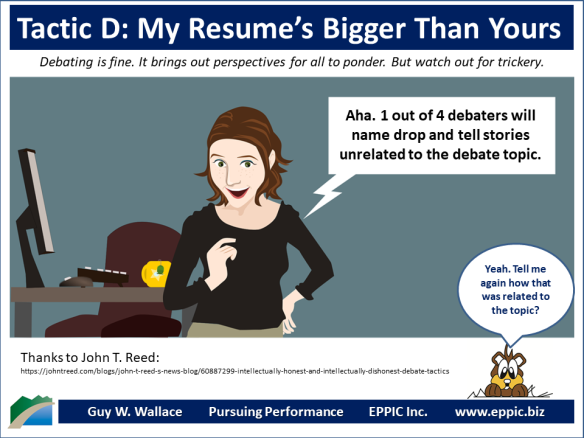 Tactic D: My Resume's Bigger Than Yours
Debating is fine. It brings out perspectives for all to ponder. But watch out for trickery.
Aha. 1 out of 4 debaters will
name drop and tell stories
unrelated to the debate topic.
Yeah. Tell me
again how that
was related to
the topic?
Thanks to John T. Reed:
https://johntreed.com/blogs/john-t-reed-s-news-blog/60887299-intellectually-honest-and-intellectually-dishonest-debate-tactics
Guy W. Wallace Pursuing Performance EPPIC Inc. www.eppic.biz